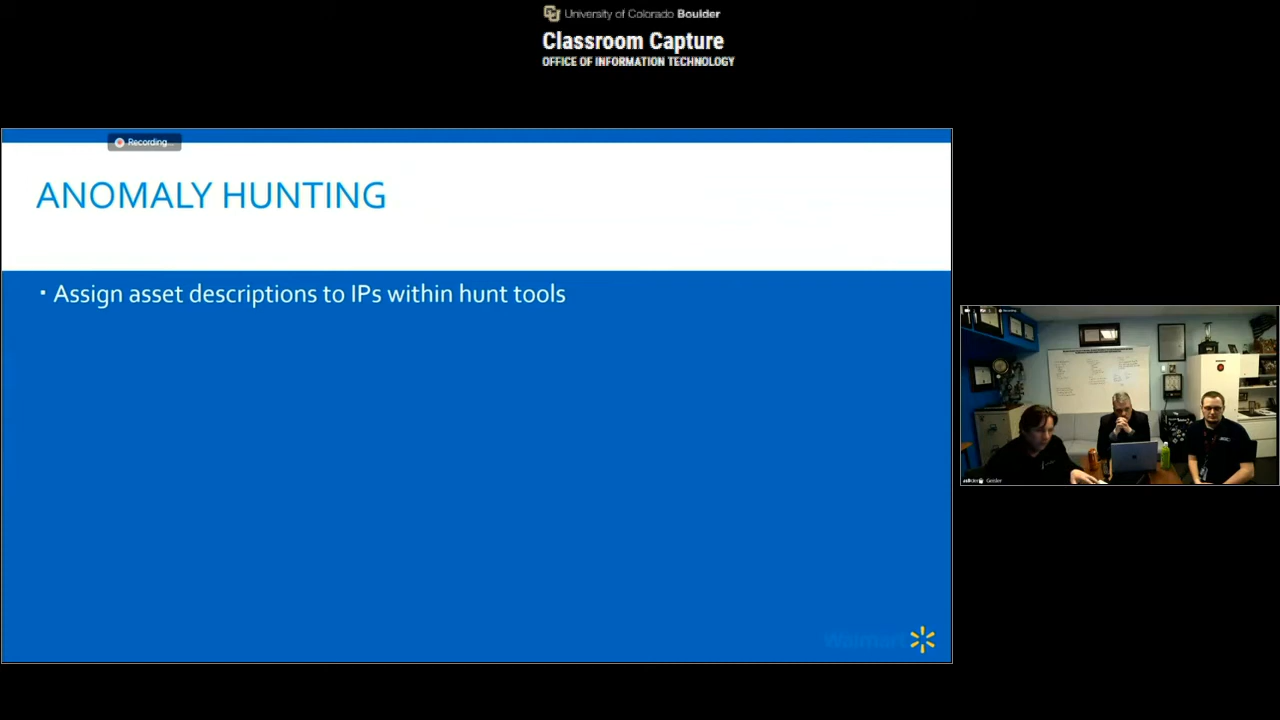 University of Colorado Boulder
Classroom Capture
OFFICE OF INFORMATION TECHNOLOGY
Recording...
ANOMALY HUNTING
▪ Assign asset descriptions to IPs within hunt tools
Walmart